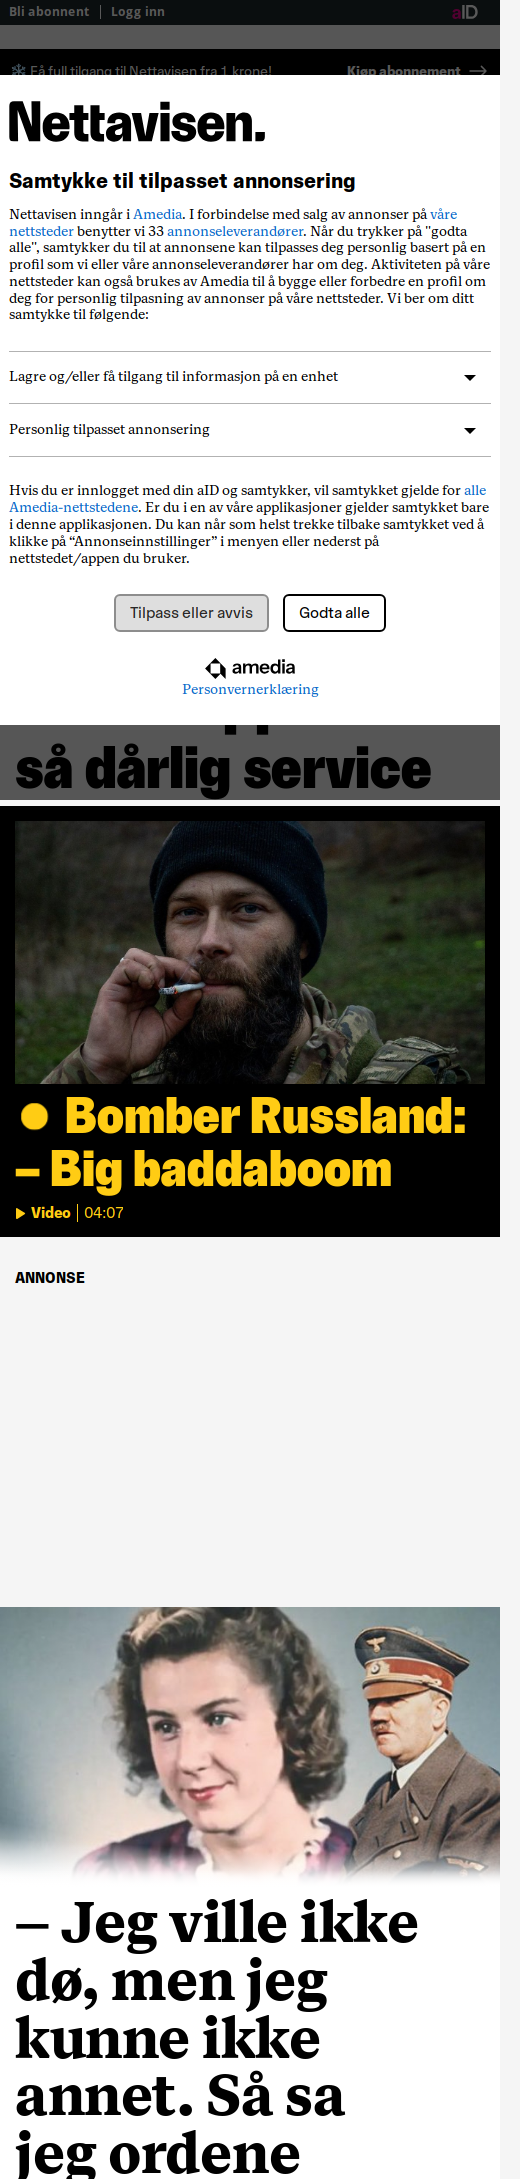 Bli abonnent | Logg inn
aID
Få full tilgang til Nettavisen fra 1 krone!
Kjøp abonnement →
Nettavisen.
Samtykke til tilpasset annonsering
Nettavisen inngår i Amedia. I forbindelse med salg av annonser på våre
nettsteder benytter vi 33 annonseleverandører. Når du trykker på "godta
alle", samtykker du til at annonsene kan tilpasses deg personlig basert på en
profil som vi eller våre annonseleverandører har om deg. Aktiviteten på våre
nettsteder kan også brukes av Amedia til å bygge eller forbedre en profil om
deg for personlig tilpasning av annonser på våre nettsteder. Vi ber om ditt
samtykke til følgende:
Lagre og/eller få tilgang til informasjon på en enhet
Personlig tilpasset annonsering
Hvis du er innlogget med din aID og samtykker, vil samtykket gjelde for alle
Amedia-nettstedene. Er du i en av våre applikasjoner gjelder samtykket bare
i denne applikasjonen. Du kan når som helst trekke tilbake samtykket ved å
klikke på “Annonseinnstillinger” i menyen eller nederst på
nettstedet/appen du bruker.
Tilpass eller avvis
Godta alle
amedia
Personvernerklæring
så dårlig service
Bomber Russland:
– Big baddaboom
Video | 04:07
ANNONSE
– Jeg ville ikke
dø, men jeg
kunne ikke
annet. Så sa
jeg ordene